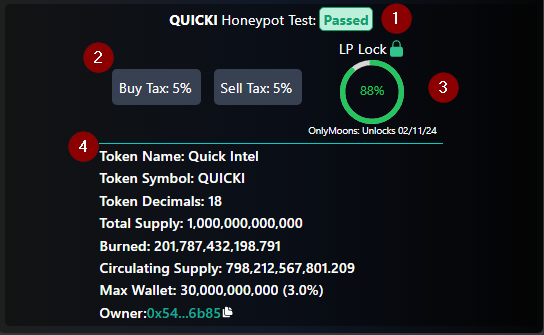 QUICKI Honeypot Test: Passed 1
2
LP Lock
Buy Tax: 5% Sell Tax: 5% 88% 3
OnlyMoons: Unlocks 02/11/24
4
Token Name: Quick Intel
Token Symbol: QUICKI
Token Decimals: 18
Total Supply: 1,000,000,000,000
Burned: 201,787,432,198.791
Circulating Supply: 798,212,567,801.209
Max Wallet: 30,000,000,000 (3.0%)
Owner:0x54...6b85